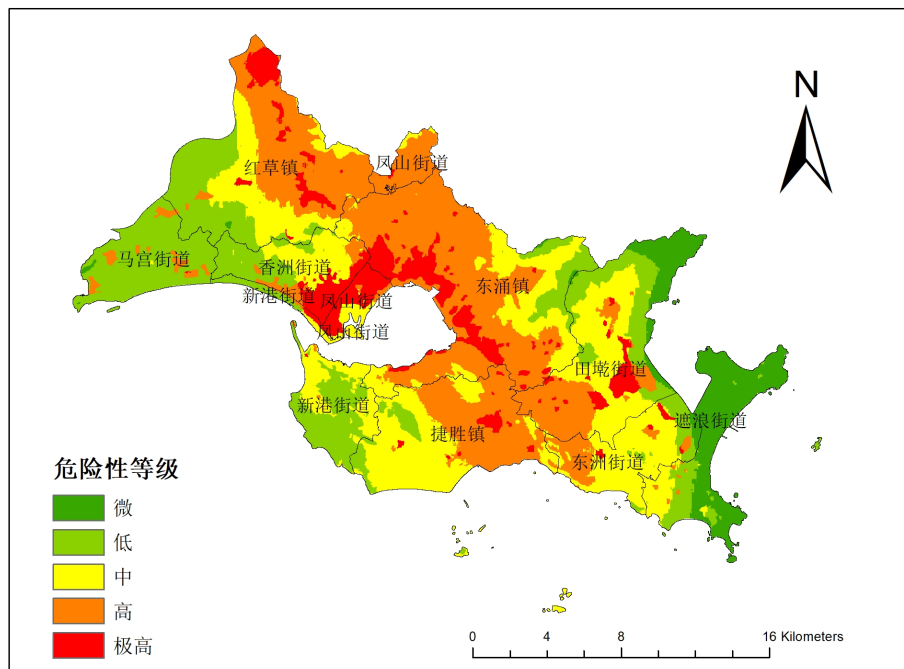 N
凤山街道
红草镇
马宫街道
香洲街道
东涌镇
新港街道
凤山街道
凤山街道
田墘街道
新港街道
遮浪街道
捷胜镇
东洲街道
危险性等级
微
低
中
高
极高
0 4 8 16 Kilometers